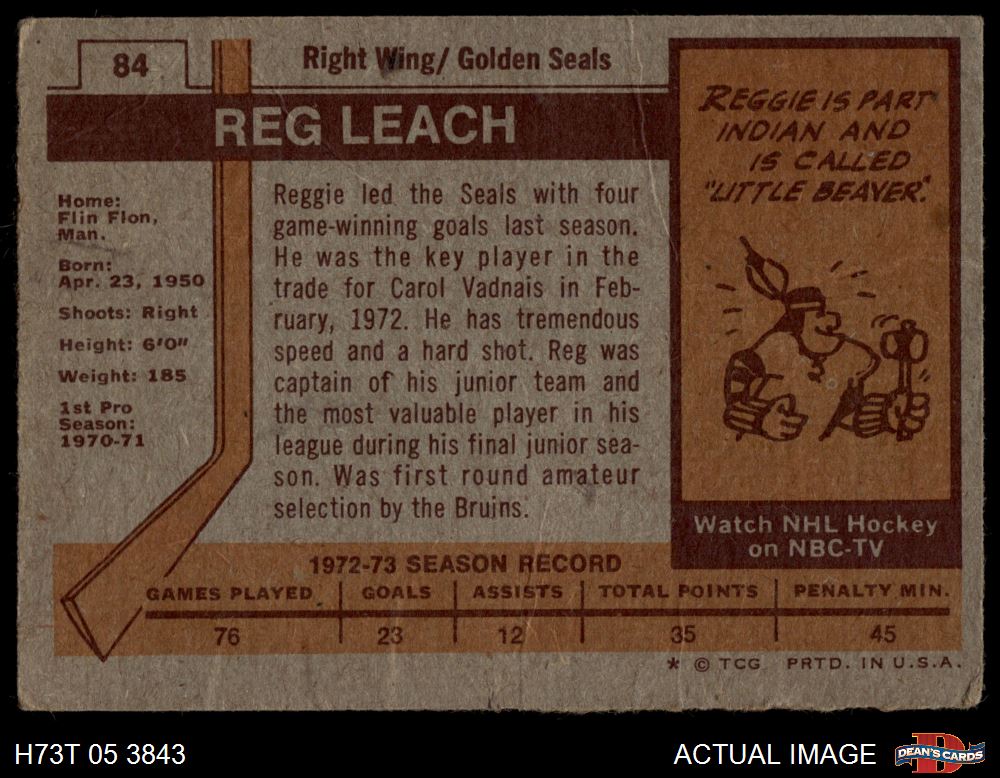 84
Right Wing/ Golden Seals
REG LEACH
Home:
Flin Flon,
Man.
Born:
Apr. 23, 1950
Shoots: Right
Height: 6'0"
Weight: 185
1st Pro
Season:
1970-71
Reggie led the Seals with four
game-winning goals last season.
He was the key player in the
trade for Carol Vadnais in Feb-
ruary, 1972. He has tremendous
speed and a hard shot. Reg was
captain of his junior team and
the most valuable player in his
league during his final junior sea-
son. Was first round amateur
selection by the Bruins.
REGGIE IS PART
INDIAN AND
IS CALLED
"LITTLE BEAVER."
Watch NHL Hockey
on NBC-TV
1972-73 SEASON RECORD
GAMES PLAYED GOALS ASSISTS TOTAL POINTS PENALTY MIN.
76 23 12 35 45
* © TCG PRTD. IN U.S.A.
H73T 05 3843
ACTUAL IMAGE
D
DEAN'S CARDS